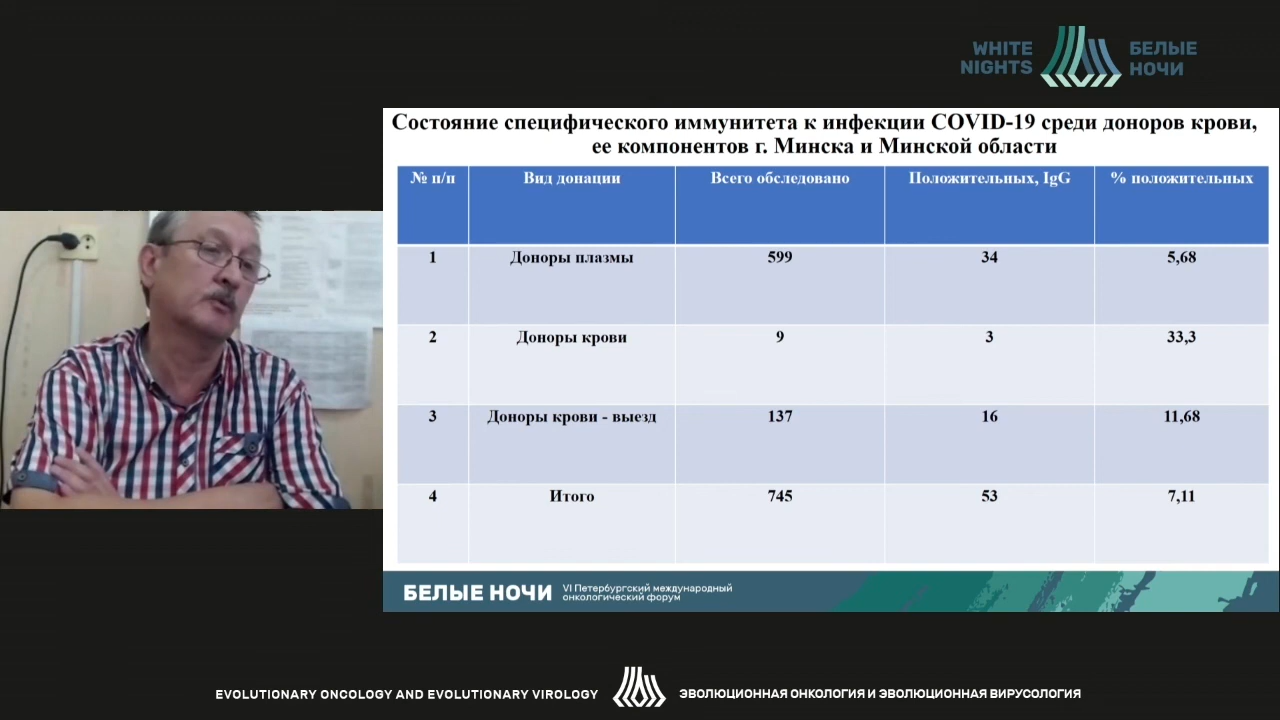 WHITE
NIGHTS
БЕЛЫЕ
НОЧИ
Состояние специфического иммунитета к инфекции COVID-19 среди доноров крови,
ее компонентов г. Минска и Минской области
№ п/п Вид донации Всего обследовано Положительных, IgG % положительных
1 Доноры плазмы 599 34 5,68
2 Доноры крови 9 3 33,3
3 Доноры крови - выезд 137 16 11,68
4 Итого 745 53 7,11
БЕЛЫЕ НОЧИ
VI Петербургский международный
онкологический форум
EVOLUTIONARY ONCOLOGY AND EVOLUTIONARY VIROLOGY
ЭВОЛЮЦИОННАЯ ОНКОЛОГИЯ И ЭВОЛЮЦИОННАЯ ВИРУСОЛОГИЯ